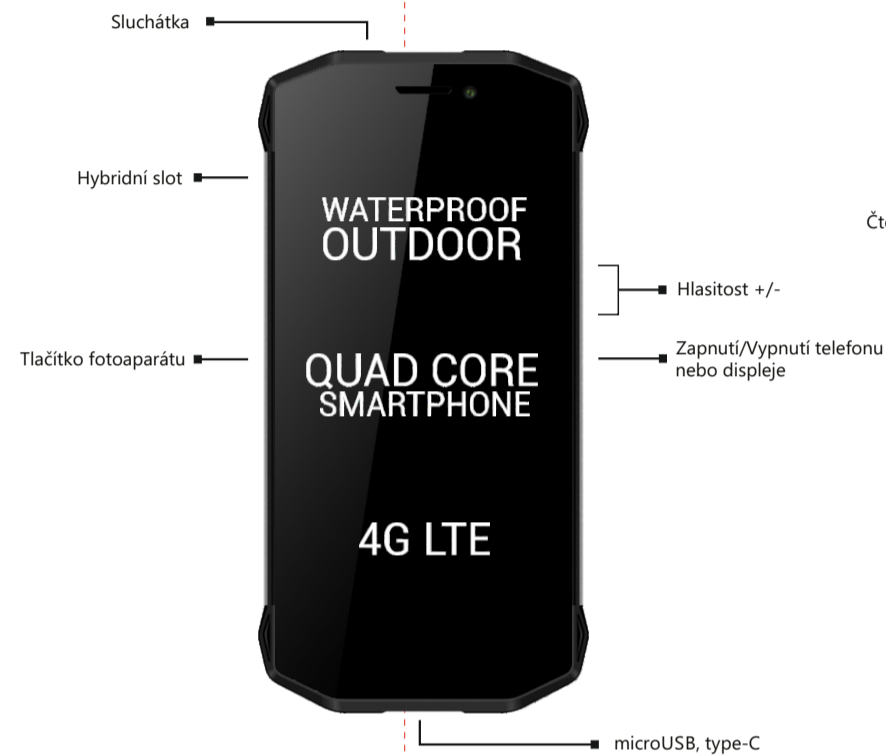 Sluchátka
Hybridní slot
WATERPROOF
OUTDOOR
Hlasitost +/-
Tlačítko fotoaparátu
Zapnutí/Vypnutí telefonu
nebo displeje
QUAD CORE
SMARTPHONE
4G LTE
microUSB, type-C